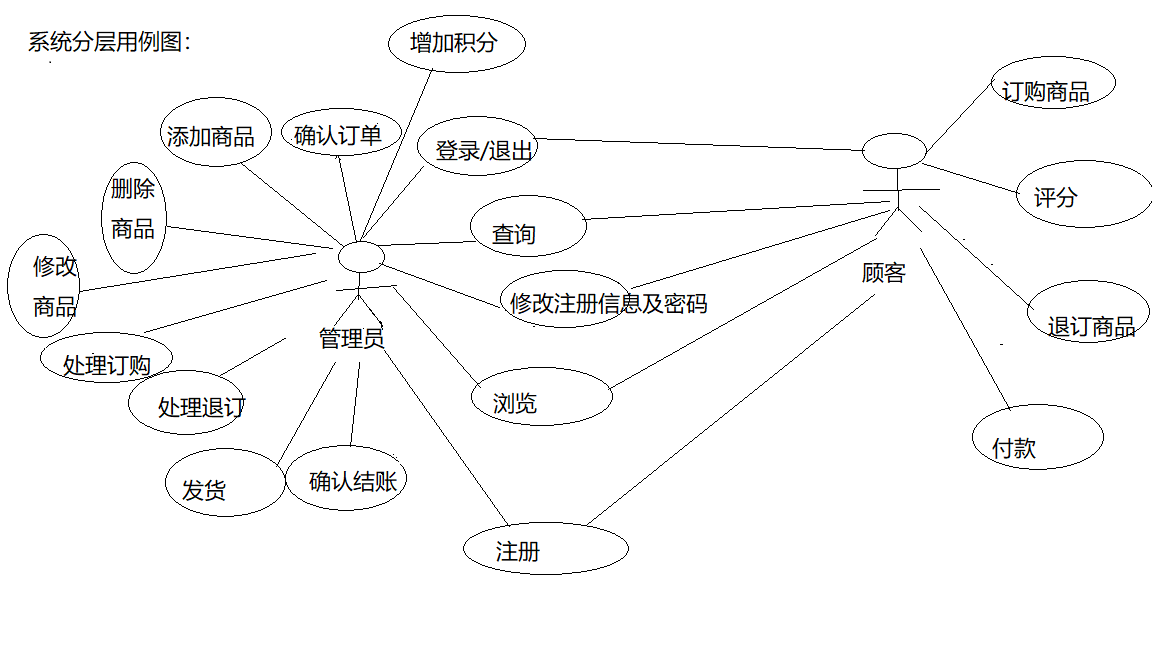 系统分层用例图：
增加积分
订购商品
添加商品
确认订单
登录/退出
删除
商品
评分
查询
修改
商品
顾客
修改注册信息及密码
管理员
退订商品
处理订购
处理退订
浏览
付款
发货
确认结账
注册